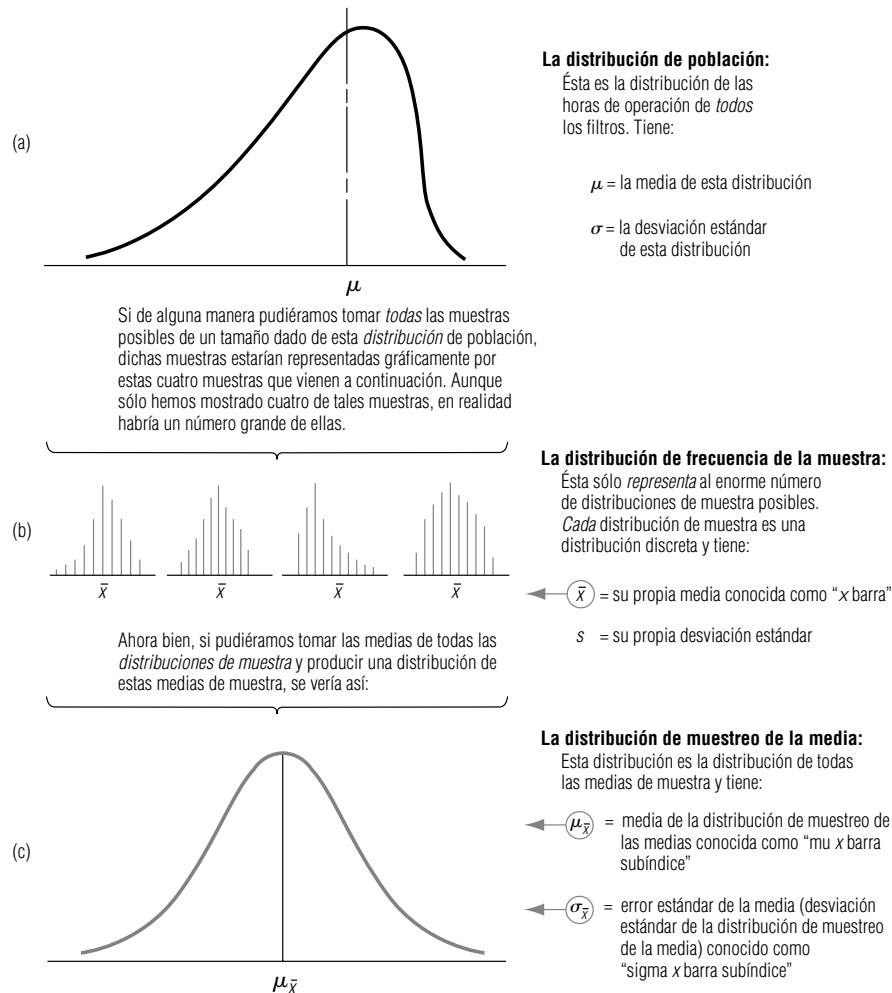 (a)
μ
La distribución de población:
Ésta es la distribución de las
horas de operación de todos
los filtros. Tiene:
μ = la media de esta distribución
σ = la desviación estándar
de esta distribución
Si de alguna manera pudiéramos tomar todas las muestras
posibles de un tamaño dado de esta distribución de población,
dichas muestras estarían representadas gráficamente por
estas cuatro muestras que vienen a continuación. Aunque
sólo hemos mostrado cuatro de tales muestras, en realidad
habría un número grande de ellas.
(b)
x̄ x̄ x̄ x̄
La distribución de frecuencia de la muestra:
Ésta sólo representa al enorme número
de distribuciones de muestra posibles.
Cada distribución de muestra es una
distribución discreta y tiene:
x̄ = su propia media conocida como “x barra”
s = su propia desviación estándar
Ahora bien, si pudiéramos tomar las medias de todas las
distribuciones de muestra y producir una distribución de
estas medias de muestra, se vería así:
(c)
μx̄
La distribución de muestreo de la media:
Esta distribución es la distribución de todas
las medias de muestra y tiene:
μx̄ = media de la distribución de muestreo de
las medias conocida como “mu x barra
subíndice”
σx̄ = error estándar de la media (desviación
estándar de la distribución de muestreo
de la media) conocido como
“sigma x barra subíndice”